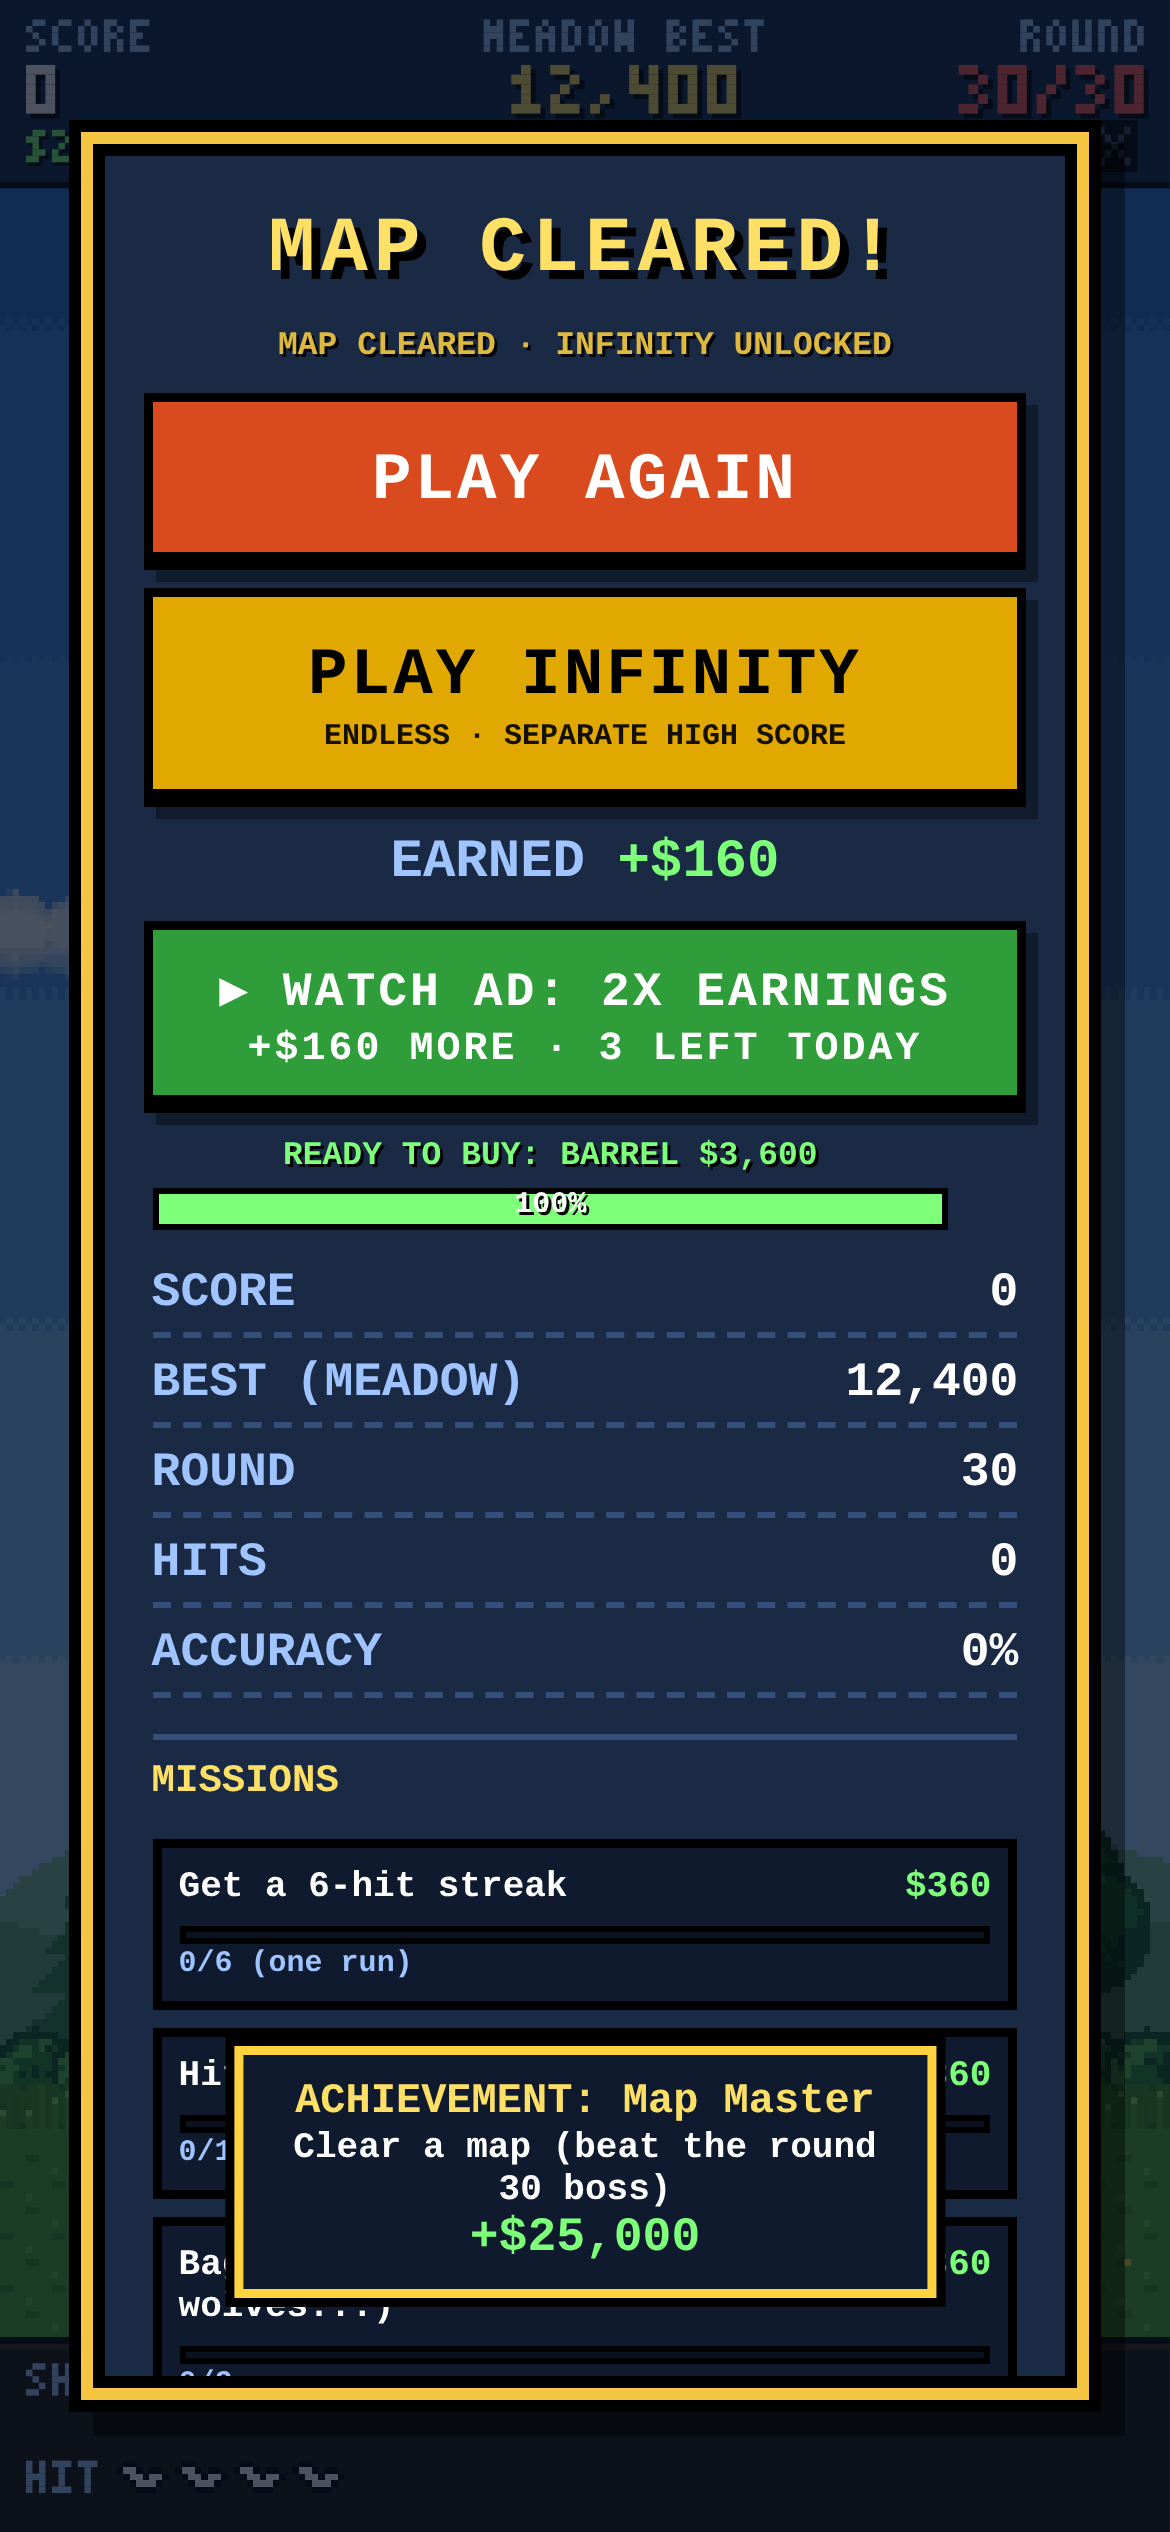 SCORE MEADOW BEST ROUND
0 12,400 30/30
$2
MAP CLEARED!
MAP CLEARED · INFINITY UNLOCKED
PLAY AGAIN
PLAY INFINITY
ENDLESS · SEPARATE HIGH SCORE
EARNED +$160
▶ WATCH AD: 2X EARNINGS
+$160 MORE · 3 LEFT TODAY
READY TO BUY: BARREL $3,600
100%
SCORE 0
BEST (MEADOW) 12,400
ROUND 30
HITS 0
ACCURACY 0%
MISSIONS
Get a 6-hit streak $360
0/6 (one run)
ACHIEVEMENT: Map Master
Clear a map (beat the round
30 boss)
+$25,000
HIT